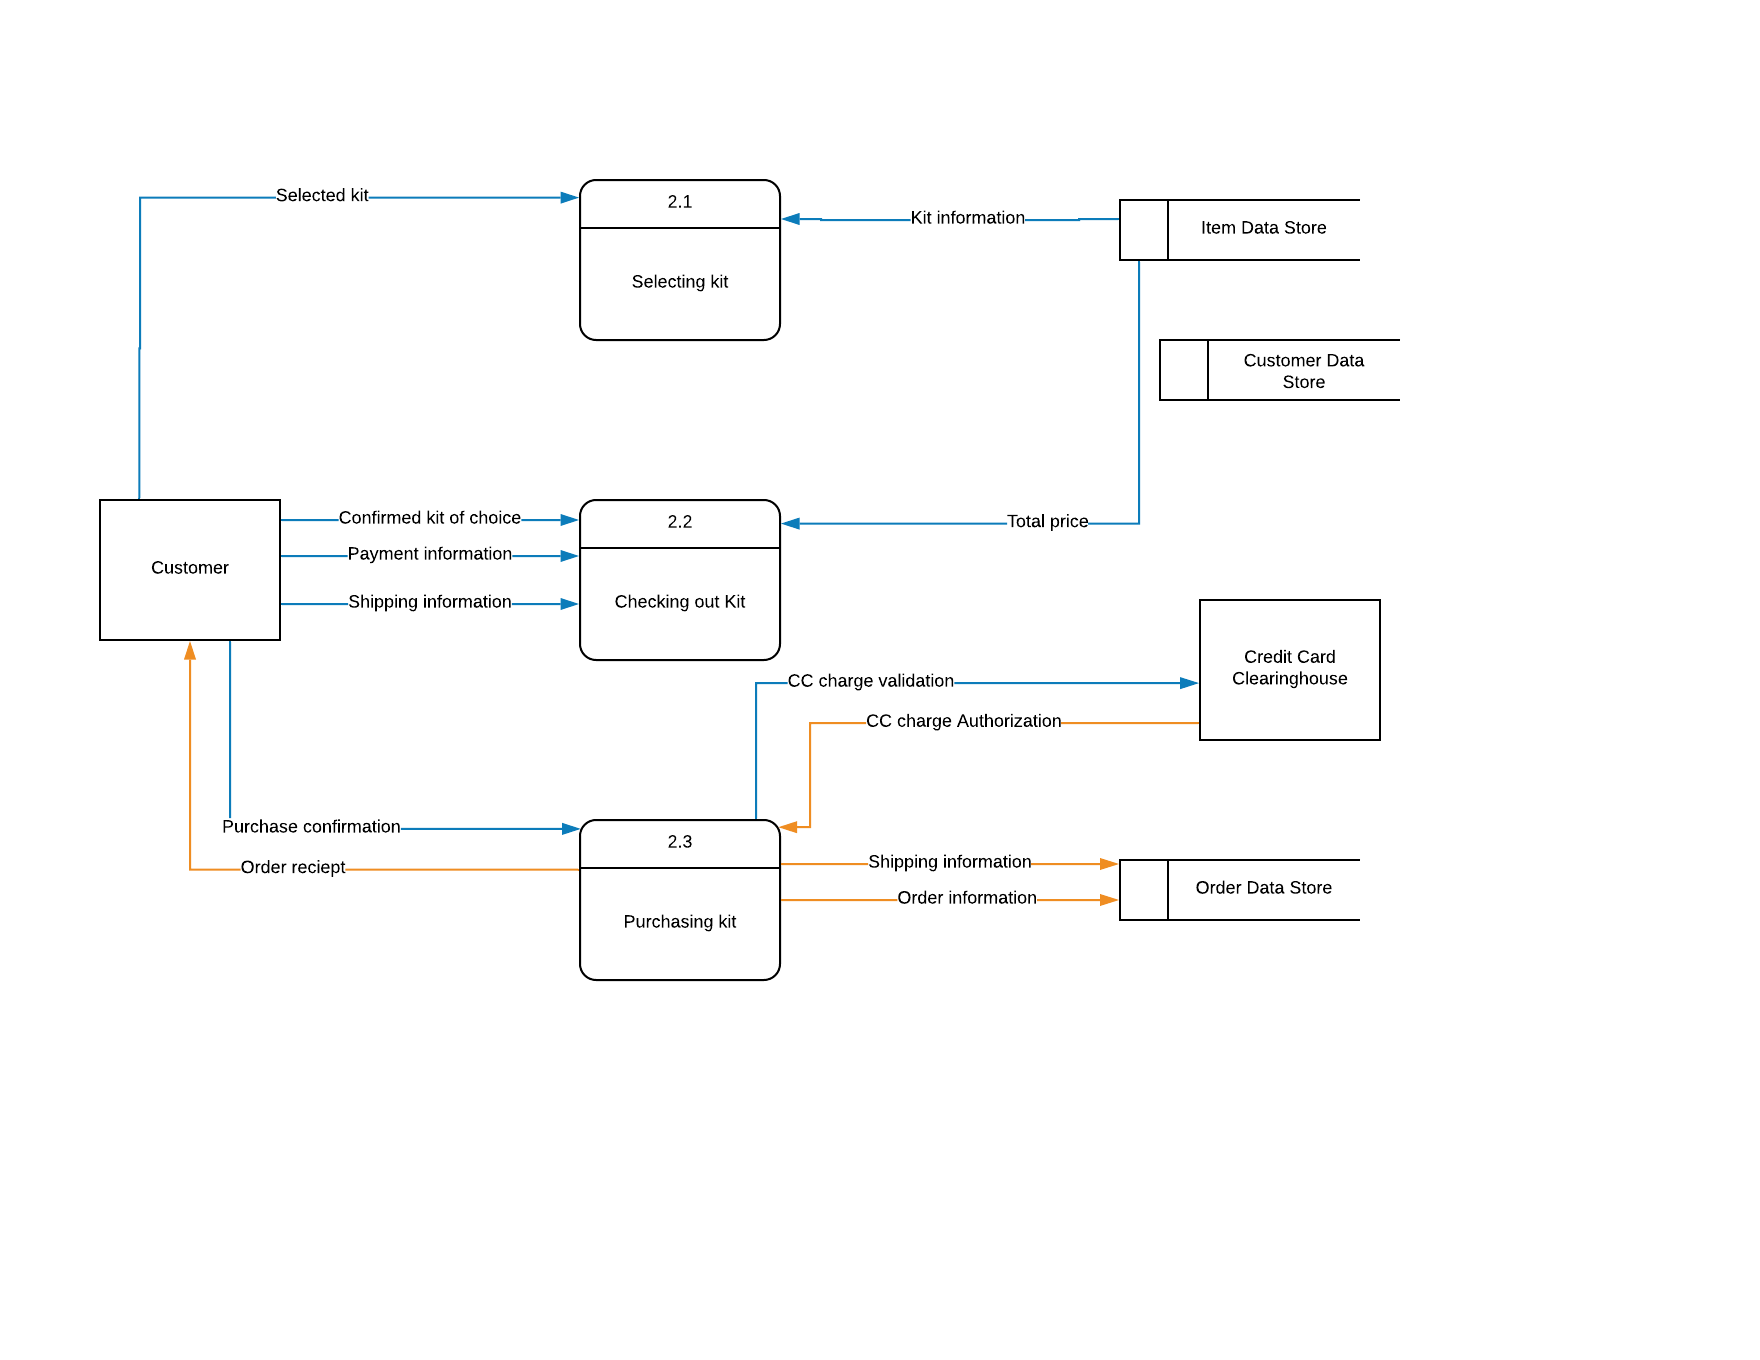 Selected kit
2.1
Kit information
Item Data Store
Selecting kit
Customer Data
Store
Confirmed kit of choice
2.2
Total price
Payment information
Customer
Shipping information
Checking out Kit
Credit Card
Clearinghouse
CC charge validation
CC charge Authorization
Purchase confirmation
2.3
Order reciept
Shipping information
Order information
Order Data Store
Purchasing kit